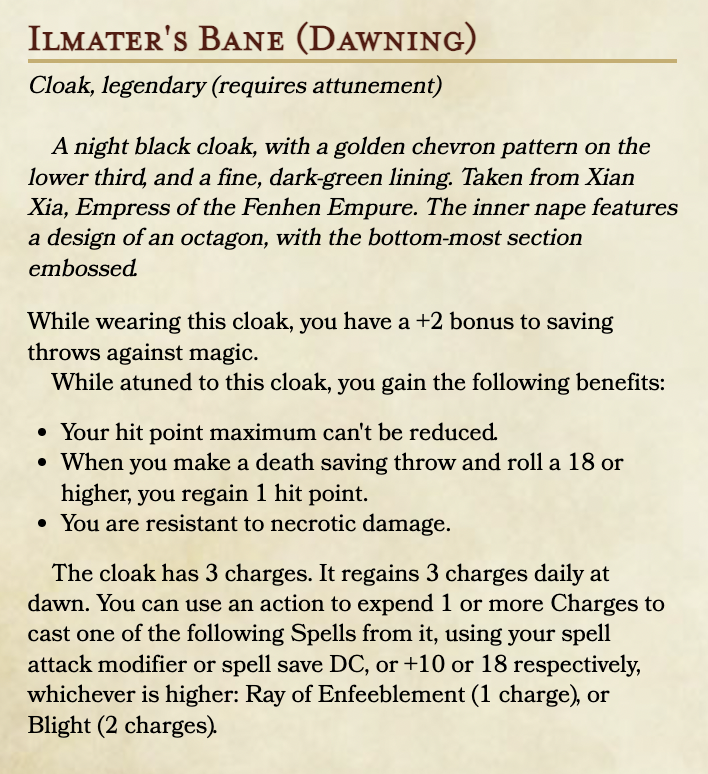 Ilmater's Bane (Dawning)
Cloak, legendary (requires attunement)
A night black cloak, with a golden chevron pattern on the
lower third, and a fine, dark-green lining. Taken from Xian
Xia, Empress of the Fenhen Empure. The inner nape features
a design of an octagon, with the bottom-most section
embossed.
While wearing this cloak, you have a +2 bonus to saving
throws against magic.
While atuned to this cloak, you gain the following benefits:
• Your hit point maximum can't be reduced.
• When you make a death saving throw and roll a 18 or
higher, you regain 1 hit point.
• You are resistant to necrotic damage.
The cloak has 3 charges. It regains 3 charges daily at
dawn. You can use an action to expend 1 or more Charges to
cast one of the following Spells from it, using your spell
attack modifier or spell save DC, or +10 or 18 respectively,
whichever is higher: Ray of Enfeeblement (1 charge), or
Blight (2 charges).